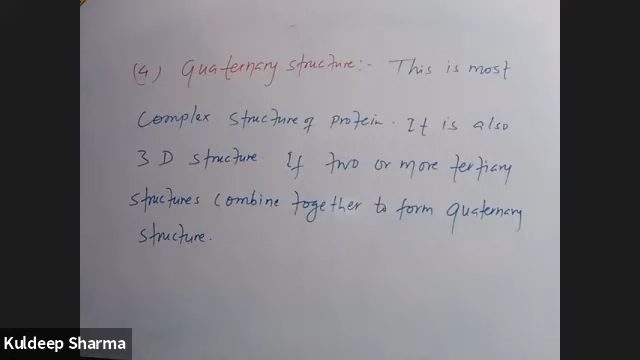 (4) Quaternary structure:- This is most
Complex structure of protein. It is also
3 D structure. If two or more tertiary
structures combine together to form quaternary
structure.
Kuldeep Sharma